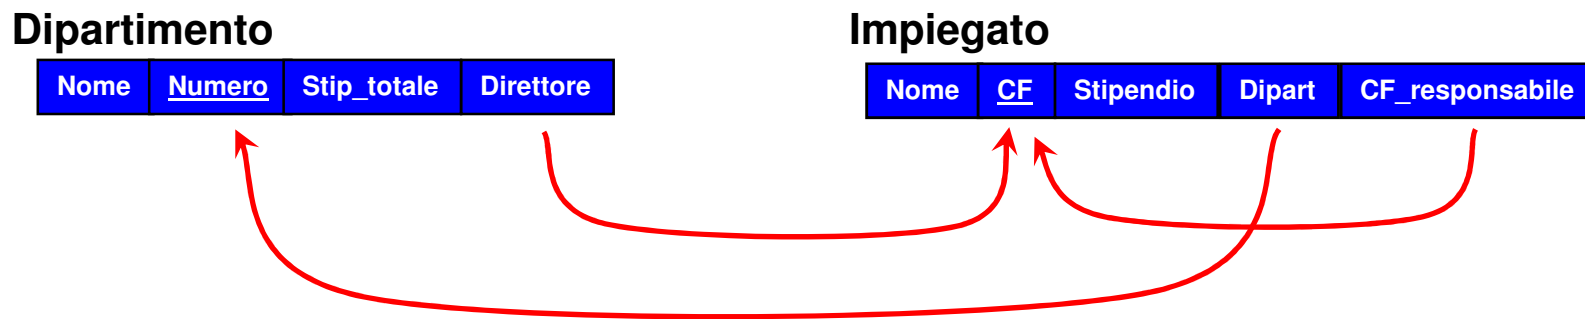 Dipartimento
Nome Numero Stip_totale Direttore
Impiegato
Nome CF Stipendio Dipart CF_responsabile